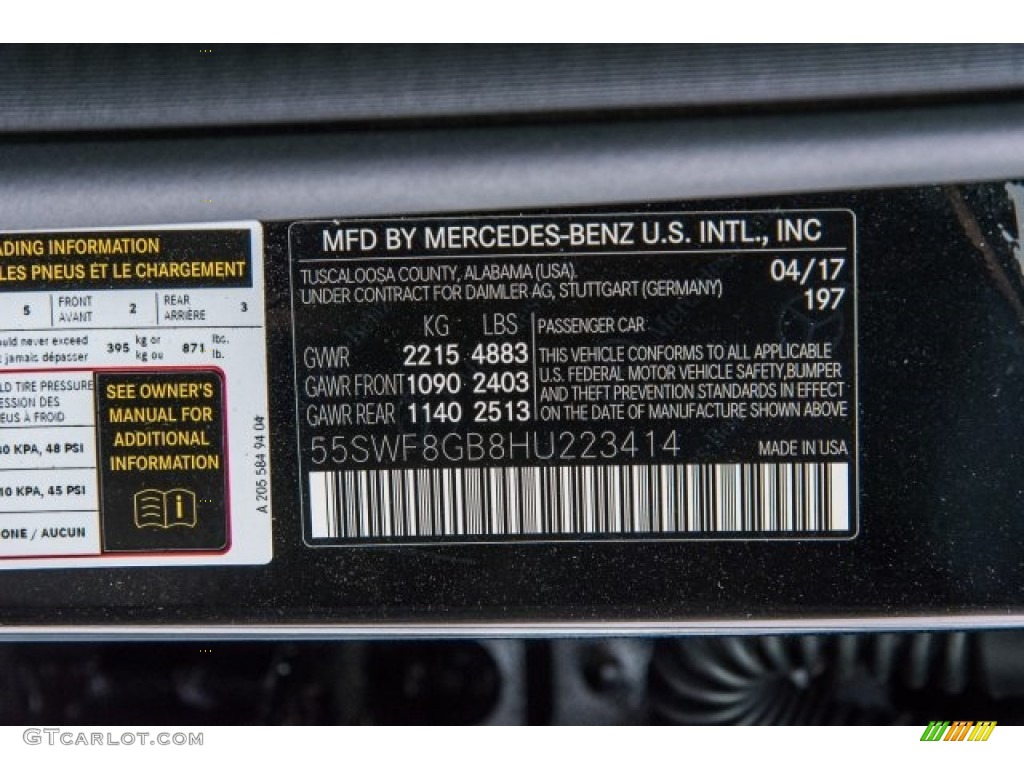 ADING INFORMATION
LES PNEUS ET LE CHARGEMENT
5 FRONT AVANT 2 REAR ARRIÈRE 3
ould never exceed 395 kg or 871 lbs.
t jamais dépasser kg ou lb.
LD TIRE PRESSURE
ESSION DES
EUS À FROID
30 KPA, 48 PSI
10 KPA, 45 PSI
ONE / AUCUN
SEE OWNER'S
MANUAL FOR
ADDITIONAL
INFORMATION
A 205 584 94 04
MFD BY MERCEDES-BENZ U.S. INTL., INC
TUSCALOOSA COUNTY, ALABAMA (USA). 04/17
UNDER CONTRACT FOR DAIMLER AG, STUTTGART (GERMANY) 197
KG LBS
GVWR 2215 4883
GAWR FRONT 1090 2403
GAWR REAR 1140 2513
PASSENGER CAR
THIS VEHICLE CONFORMS TO ALL APPLICABLE
U.S. FEDERAL MOTOR VEHICLE SAFETY, BUMPER
AND THEFT PREVENTION STANDARDS IN EFFECT
ON THE DATE OF MANUFACTURE SHOWN ABOVE
55SWF8GB8HU223414 MADE IN USA
GTCarlot.com